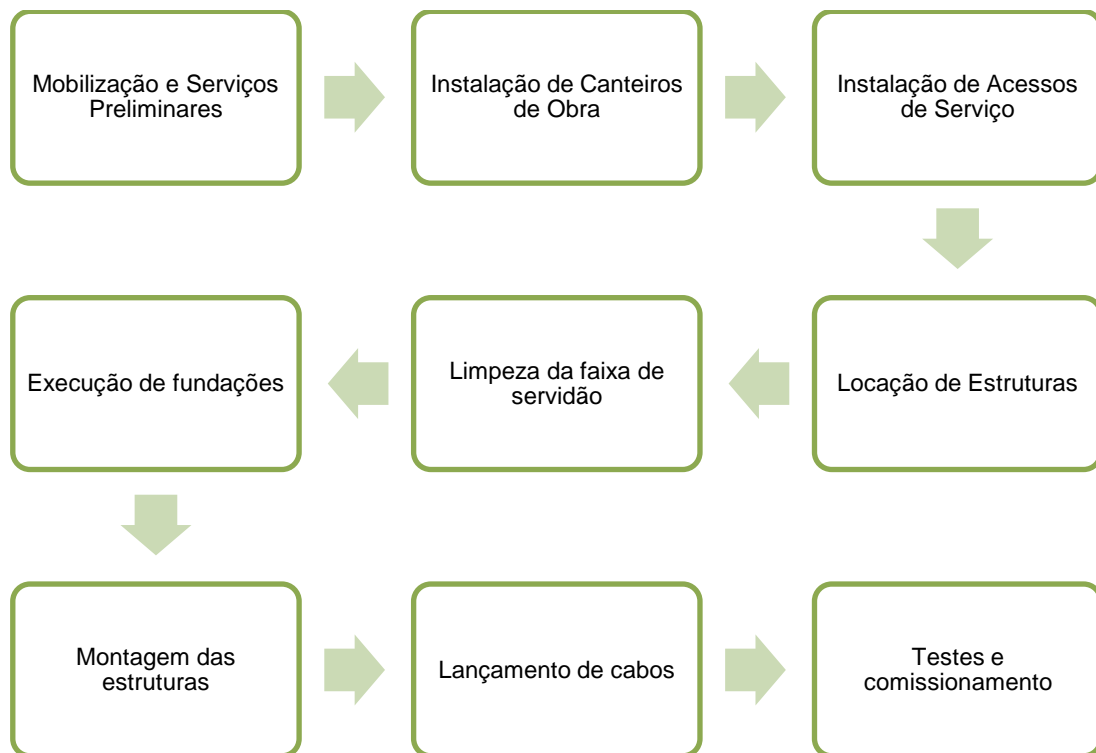 Mobilização e Serviços
Preliminares
Instalação de Canteiros
de Obra
Instalação de Acessos
de Serviço
Locação de Estruturas
Limpeza da faixa de
servidão
Execução de fundações
Montagem das
estruturas
Lançamento de cabos
Testes e
comissionamento